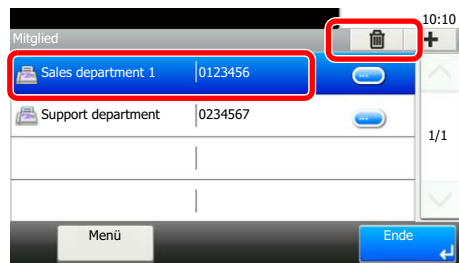 10:10
Mitglied
Sales department 1 0123456
Support department 0234567
1/1
Menü Ende